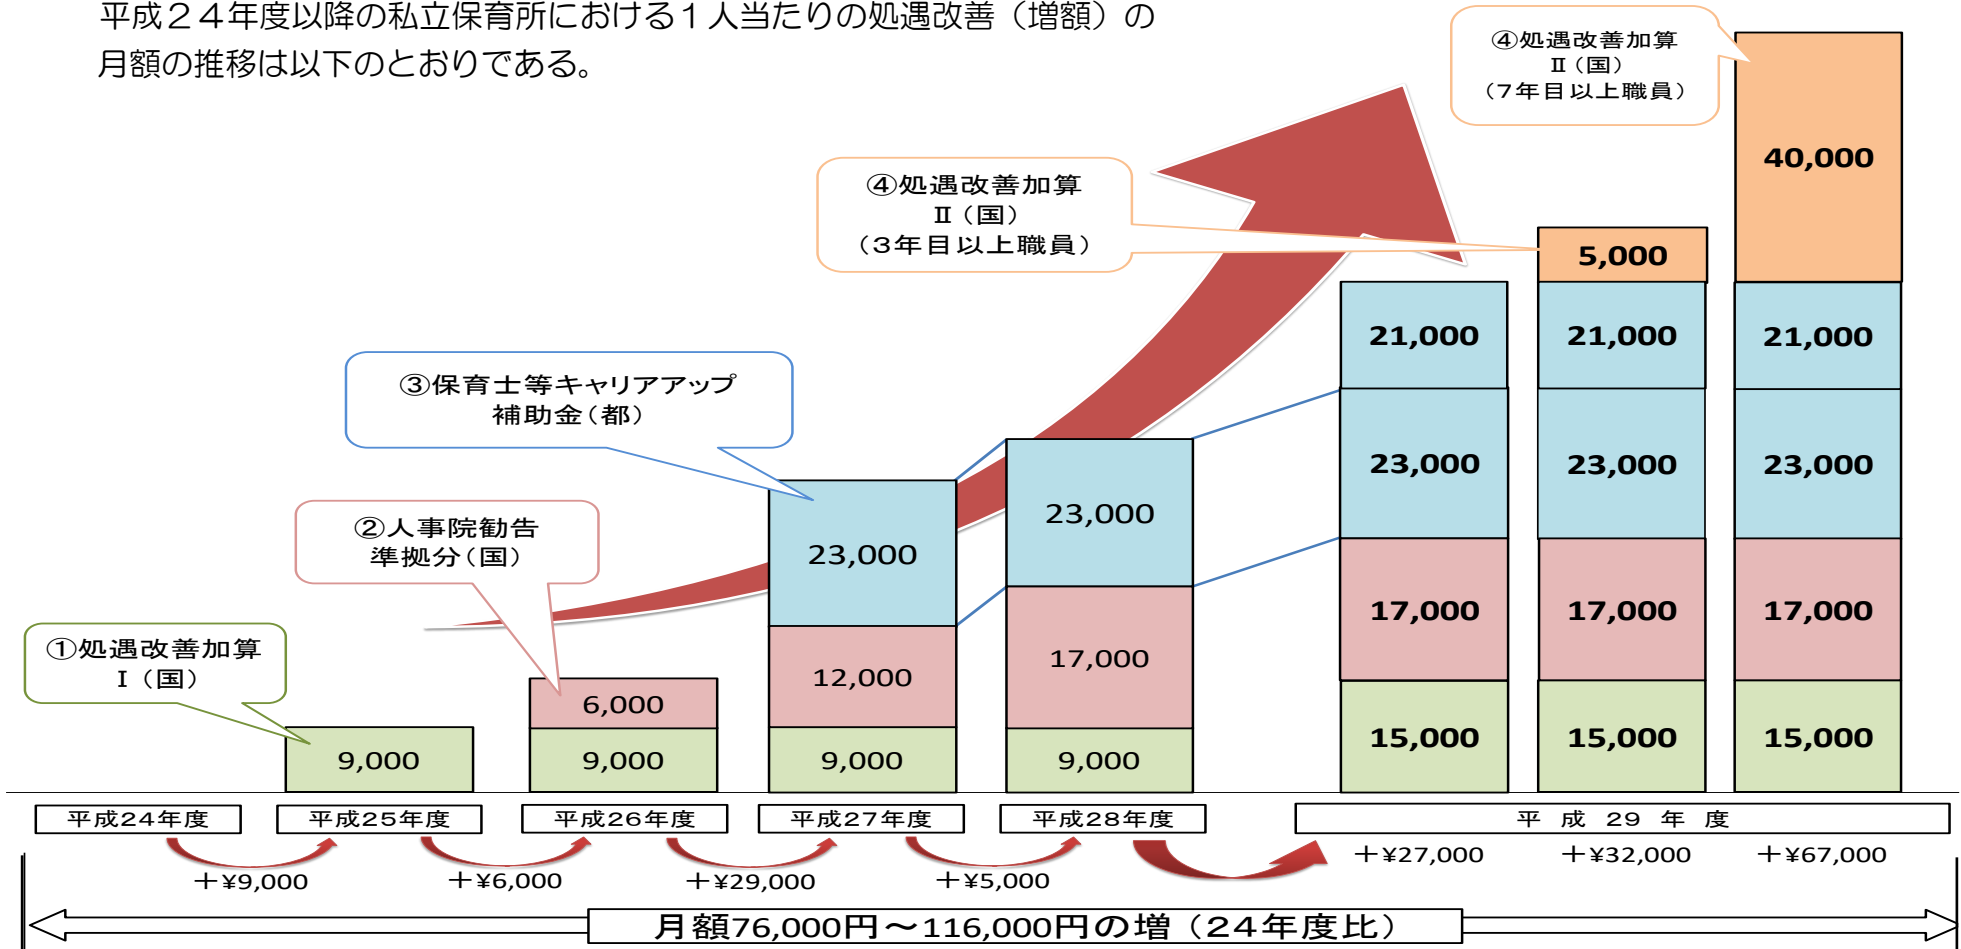 平成２４年度以降の私立保育所における１人当たりの処遇改善（増額）の
月額の推移は以下のとおりである。
④処遇改善加算
Ⅱ（国）
（7年目以上職員）
40,000
④処遇改善加算
Ⅱ（国）
（3年目以上職員）
5,000
21,000
21,000
21,000
③保育士等キャリアアップ
補助金（都）
23,000
23,000
23,000
23,000
23,000
②人事院勧告
準拠分（国）
17,000
17,000
17,000
17,000
12,000
6,000
①処遇改善加算
Ⅰ（国）
15,000
15,000
15,000
9,000
9,000
9,000
9,000
平成24年度
平成25年度
平成26年度
平成27年度
平成28年度
平 成 29 年 度
＋¥9,000
＋¥6,000
＋¥29,000
＋¥5,000
＋¥27,000
＋¥32,000
＋¥67,000
月額76,000円～116,000円の増（24年度比）